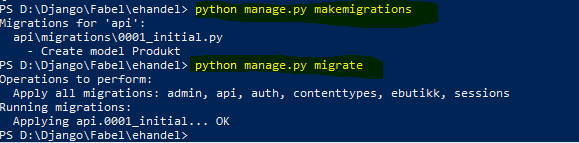 PS D:\Django\Fabel\ehandel> python manage.py makemigrations
Migrations for 'api':
  api\migrations\0001_initial.py
    - Create model Produkt
PS D:\Django\Fabel\ehandel> python manage.py migrate
Operations to perform:
  Apply all migrations: admin, api, auth, contenttypes, ebutikk, sessions
Running migrations:
  Applying api.0001_initial... OK
PS D:\Django\Fabel\ehandel>